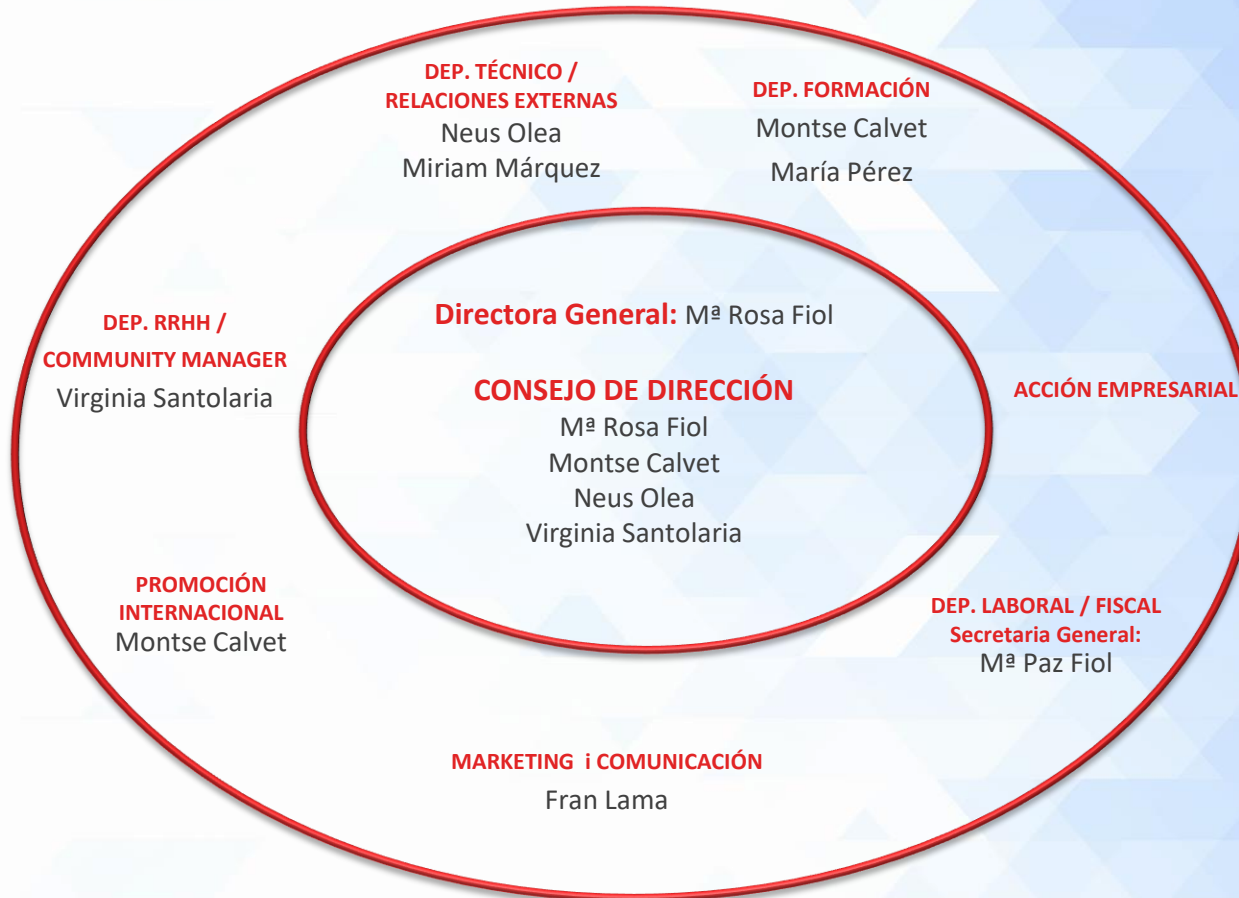 DEP. TÉCNICO /
RELACIONES EXTERNAS
Neus Olea
Miriam Márquez
DEP. FORMACIÓN
Montse Calvet
María Pérez
DEP. RRHH /
COMMUNITY MANAGER
Virginia Santolaria
Directora General: Mª Rosa Fiol
CONSEJO DE DIRECCIÓN
Mª Rosa Fiol
Montse Calvet
Neus Olea
Virginia Santolaria
ACCIÓN EMPRESARIAL
PROMOCIÓN
INTERNACIONAL
Montse Calvet
DEP. LABORAL / FISCAL
Secretaria General:
Mª Paz Fiol
MARKETING i COMUNICACIÓN
Fran Lama